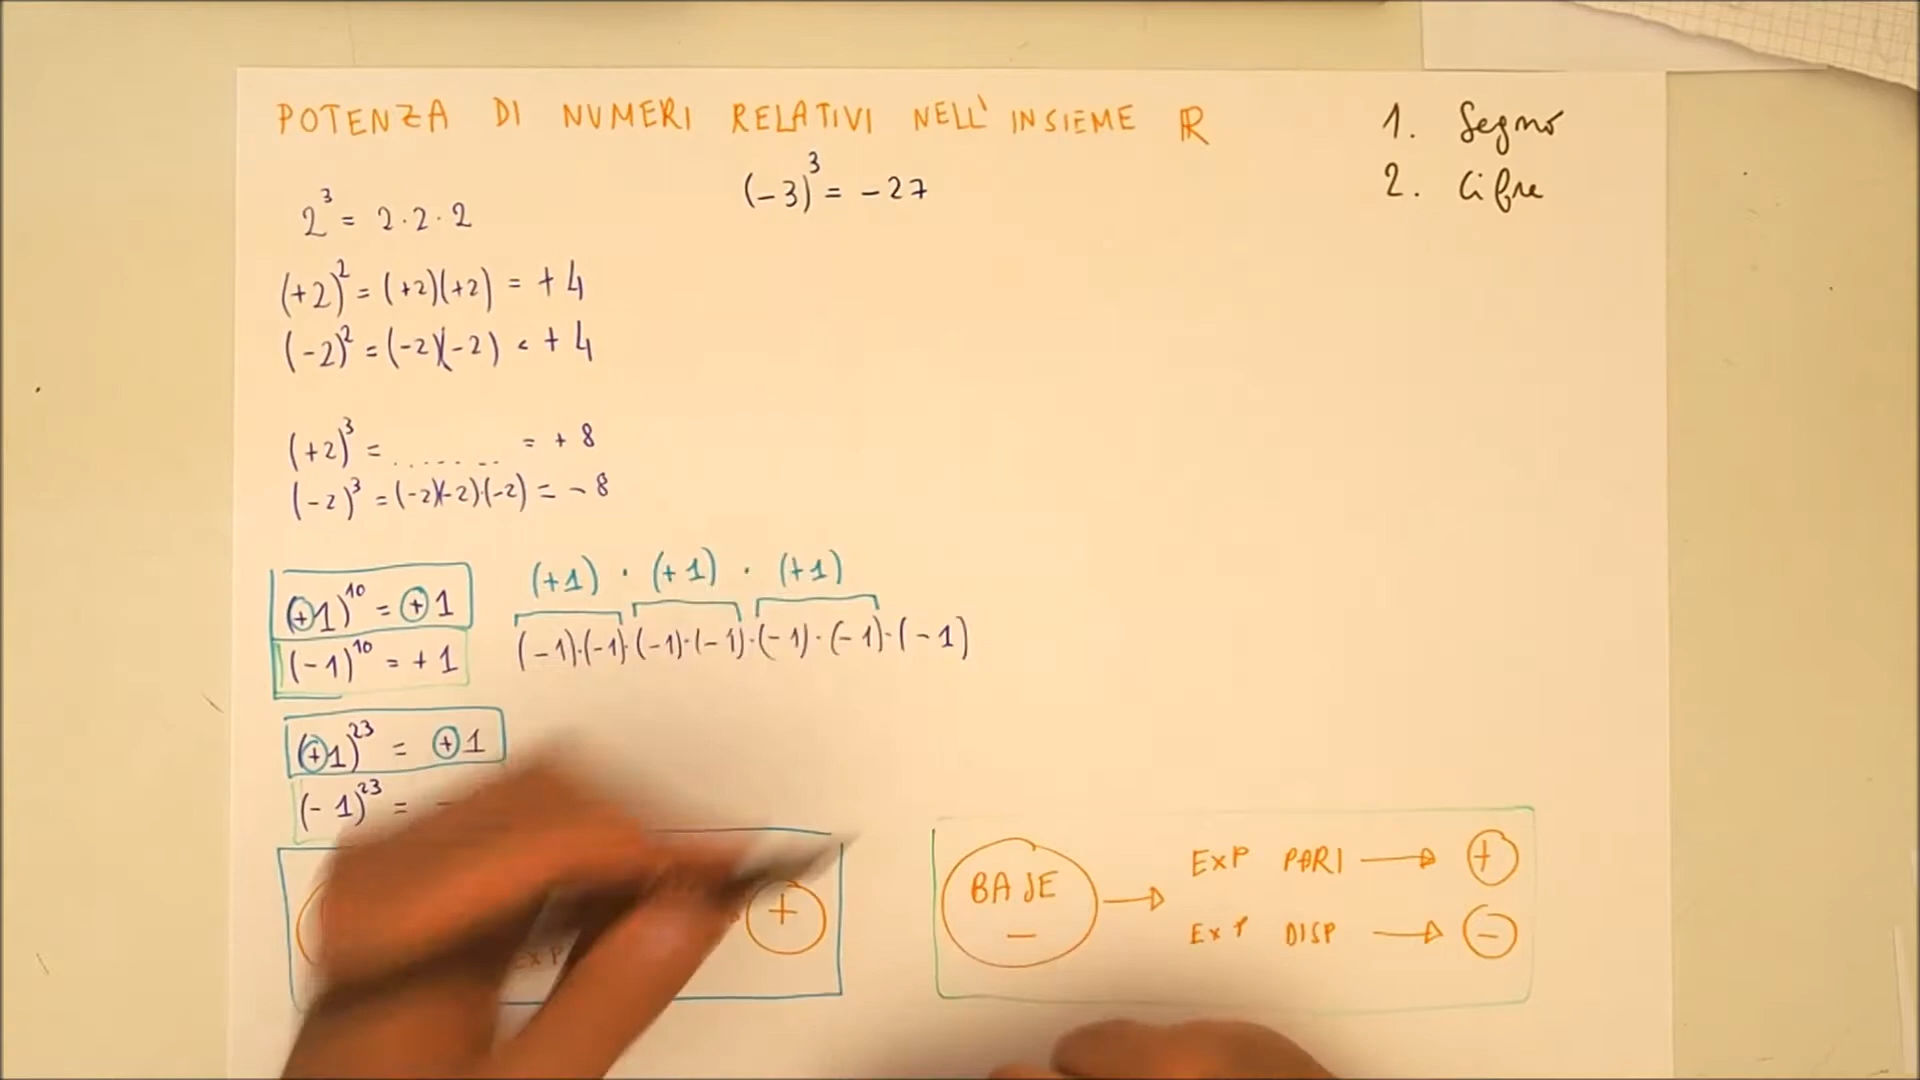 POTENZA DI NUMERI RELATIVI NELL' INSIEME ℝ
1. Segno
2. Cifre
(-3)³ = -27
2³ = 2·2·2
(+2)² = (+2)(+2) = +4
(-2)² = (-2)(-2) = +4
(+2)³ = ....... = +8
(-2)³ = (-2)(-2)·(-2) = -8
(+1)¹⁰ = +1
(-1)¹⁰ = +1
(+1) · (+1) · (+1)
(-1)·(-1)·(-1)·(-1)·(-1)·(-1)·(-1)
(+1)²³ = +1
(-1)²³ = -
+
BASE
-
EXP PARI → +
EXP DISP → -